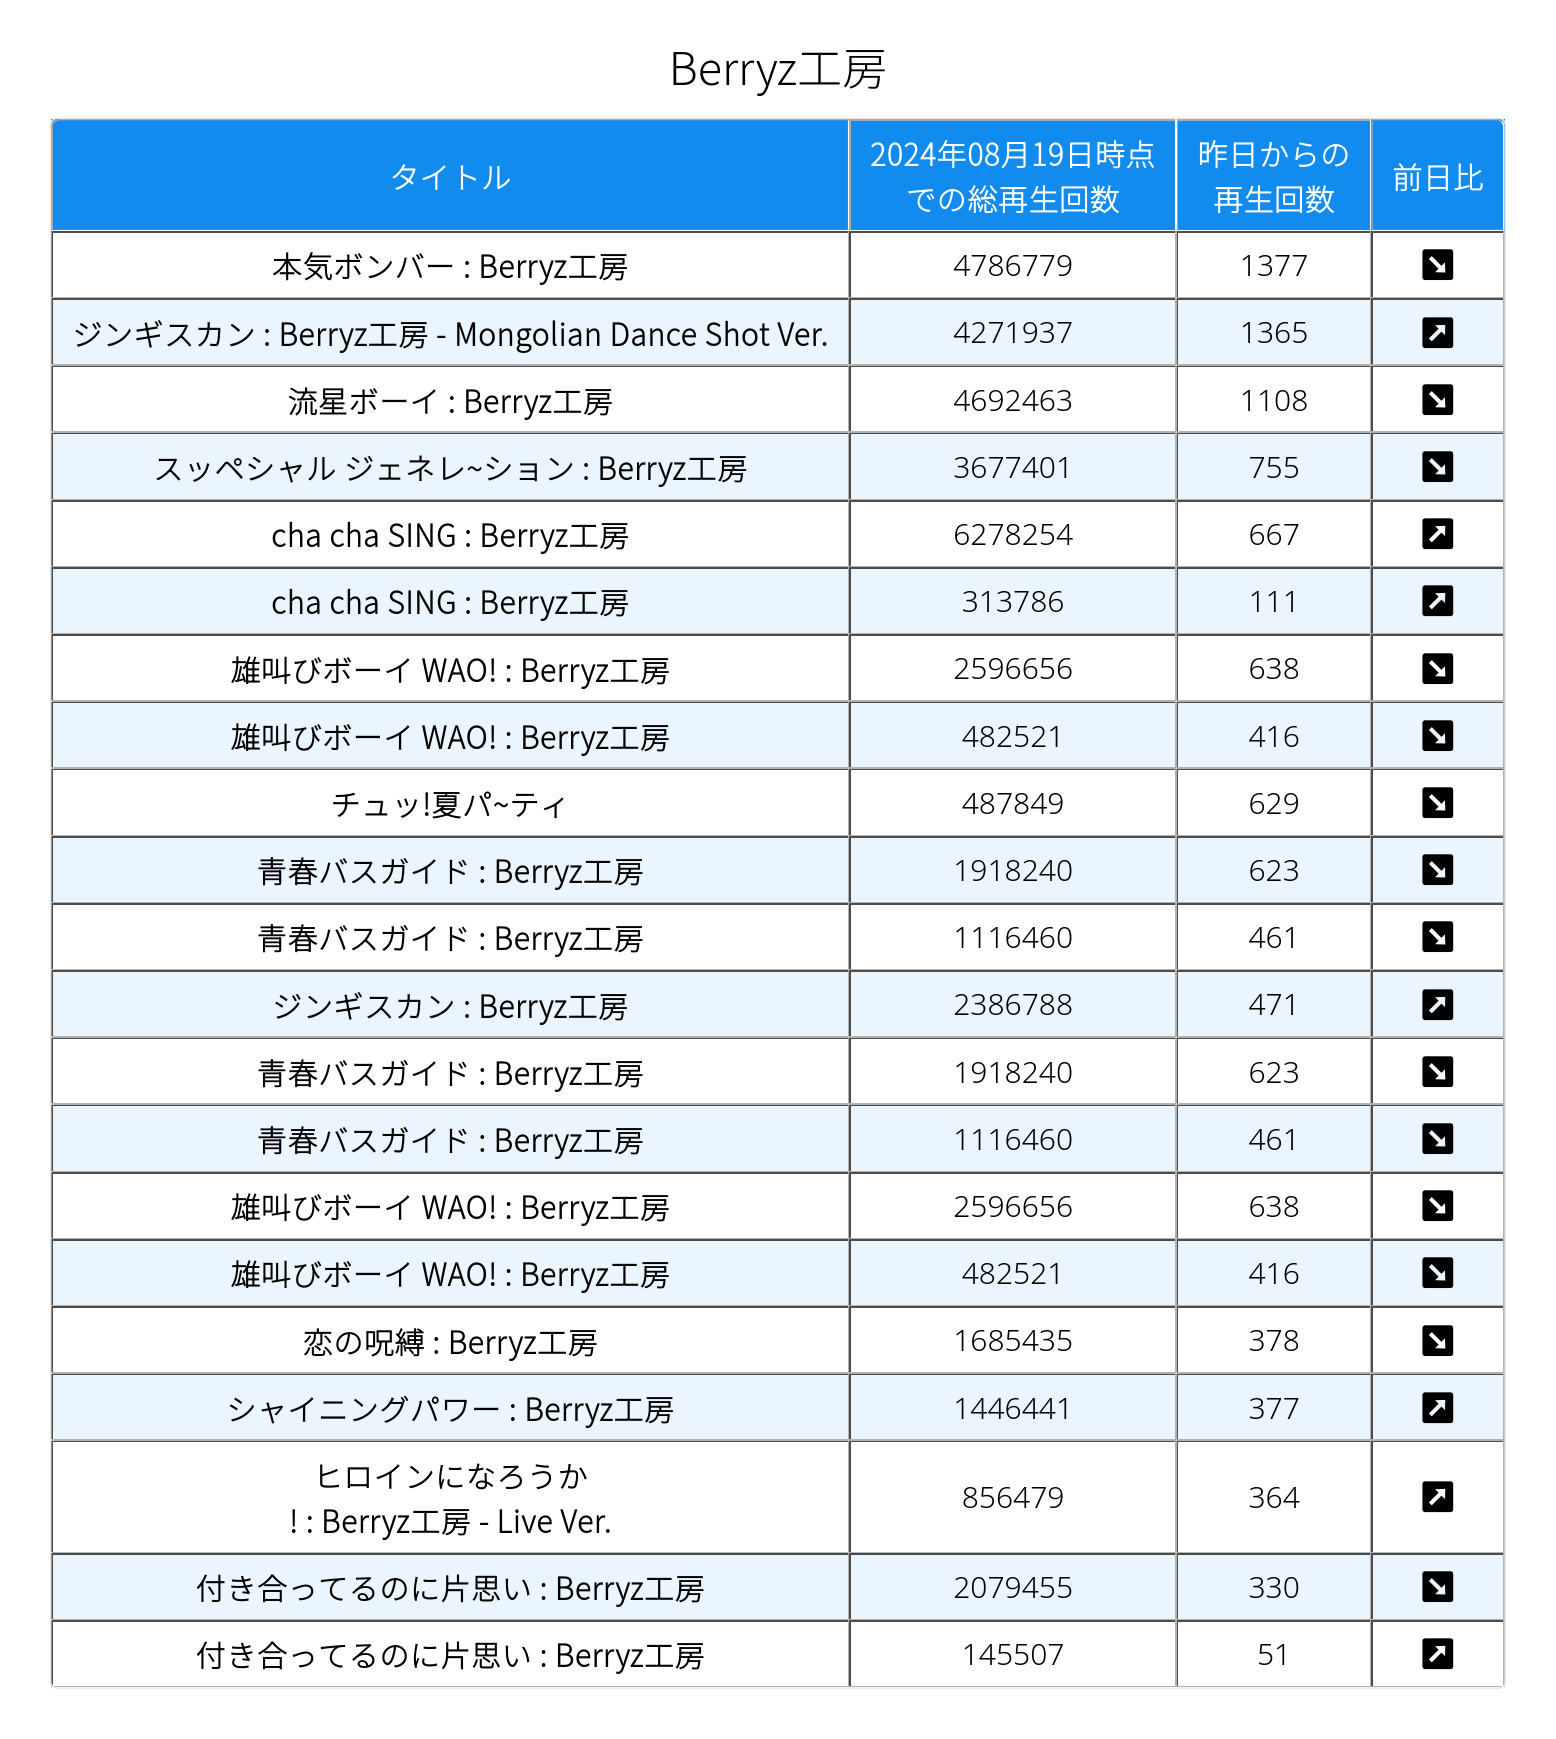 Berryz工房
タイトル 2024年08月19日時点 昨日からの 前日比
での総再生回数 再生回数
本気ボンバー : Berryz工房 4786779 1377
ジンギスカン : Berryz工房 - Mongolian Dance Shot Ver. 4271937 1365
流星ボーイ : Berryz工房 4692463 1108
スッペシャル ジェネレ~ション : Berryz工房 3677401 755
cha cha SING : Berryz工房 6278254 667
cha cha SING : Berryz工房 313786 111
雄叫びボーイ WAO! : Berryz工房 2596656 638
雄叫びボーイ WAO! : Berryz工房 482521 416
チュッ!夏パ~ティ 487849 629
青春バスガイド : Berryz工房 1918240 623
青春バスガイド : Berryz工房 1116460 461
ジンギスカン : Berryz工房 2386788 471
青春バスガイド : Berryz工房 1918240 623
青春バスガイド : Berryz工房 1116460 461
雄叫びボーイ WAO! : Berryz工房 2596656 638
雄叫びボーイ WAO! : Berryz工房 482521 416
恋の呪縛 : Berryz工房 1685435 378
シャイニングパワー : Berryz工房 1446441 377
ヒロインになろうか
! : Berryz工房 - Live Ver. 856479 364
付き合ってるのに片思い : Berryz工房 2079455 330
付き合ってるのに片思い : Berryz工房 145507 51